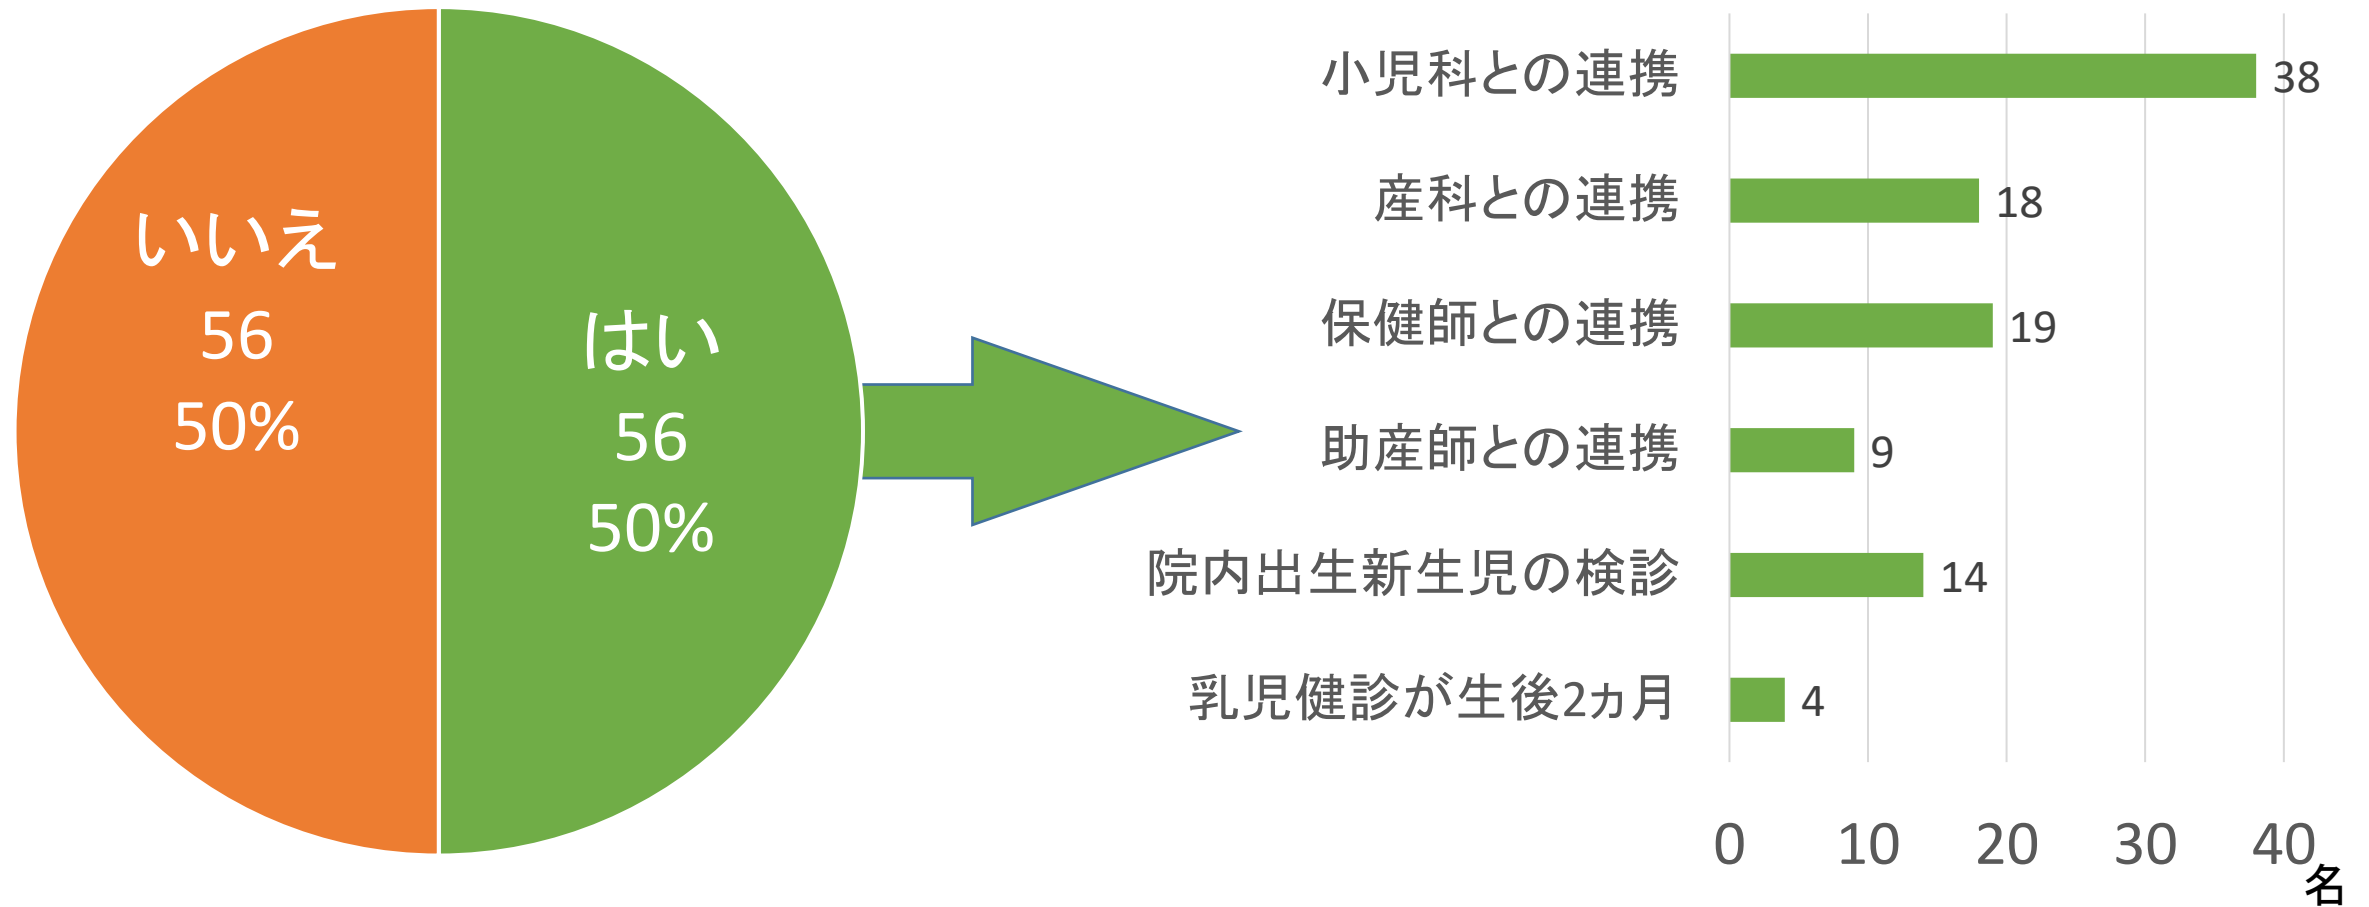 いいえ
56
50%
はい
56
50%
小児科との連携 38
産科との連携 18
保健師との連携 19
助産師との連携 9
院内出生新生児の検診 14
乳児健診が生後2ヵ月 4
0 10 20 30 40
名